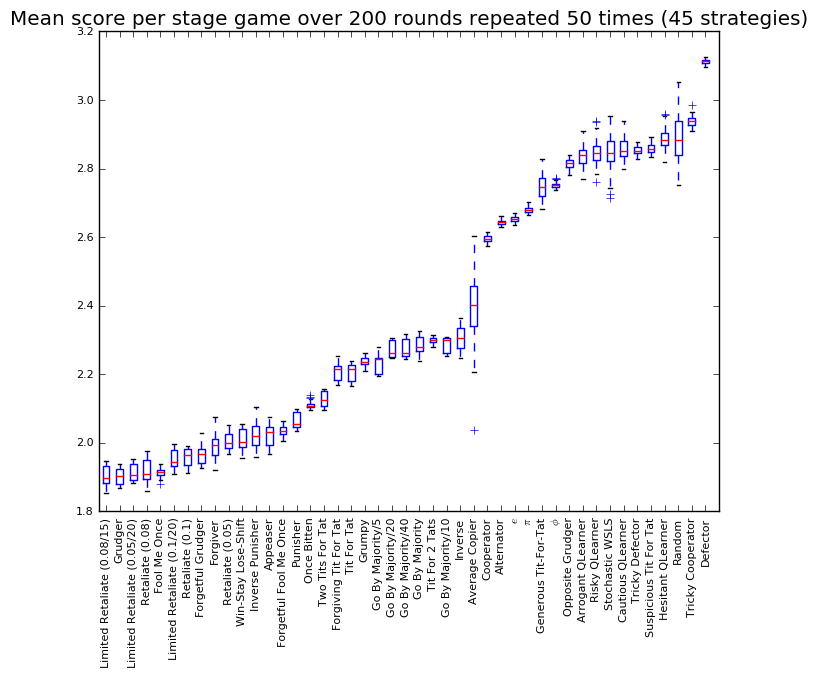 Mean score per stage game over 200 rounds repeated 50 times (45 strategies)
3.2
3.0
2.8
2.6
2.4
2.2
2.0
1.8
Limited Retaliate (0.08/15)
Grudger
Limited Retaliate (0.05/20)
Retaliate (0.08)
Fool Me Once
Limited Retaliate (0.1/20)
Retaliate (0.1)
Forgetful Grudger
Forgiver
Retaliate (0.05)
Win-Stay Lose-Shift
Inverse Punisher
Appeaser
Forgetful Fool Me Once
Punisher
Once Bitten
Two Tits For Tat
Forgiving Tit For Tat
Tit For Tat
Grumpy
Go By Majority/5
Go By Majority/20
Go By Majority/40
Go By Majority
Tit For 2 Tats
Go By Majority/10
Inverse
Average Copier
Cooperator
Alternator
e
π
Generous Tit-For-Tat
ϕ
Opposite Grudger
Arrogant QLearner
Risky QLearner
Stochastic WSLS
Cautious QLearner
Tricky Defector
Suspicious Tit For Tat
Hesitant QLearner
Random
Tricky Cooperator
Defector